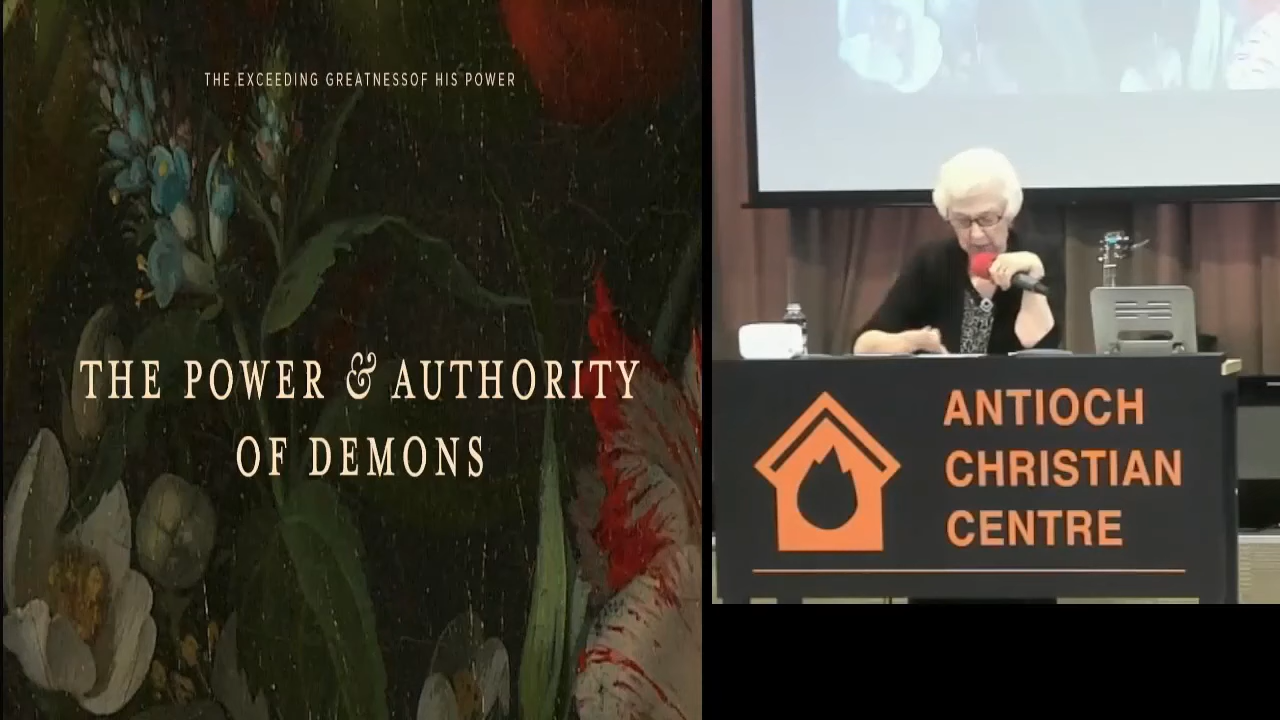 THE EXCEEDING GREATNESSOF HIS POWER
THE POWER & AUTHORITY
OF DEMONS
ANTIOCH
CHRISTIAN
CENTRE